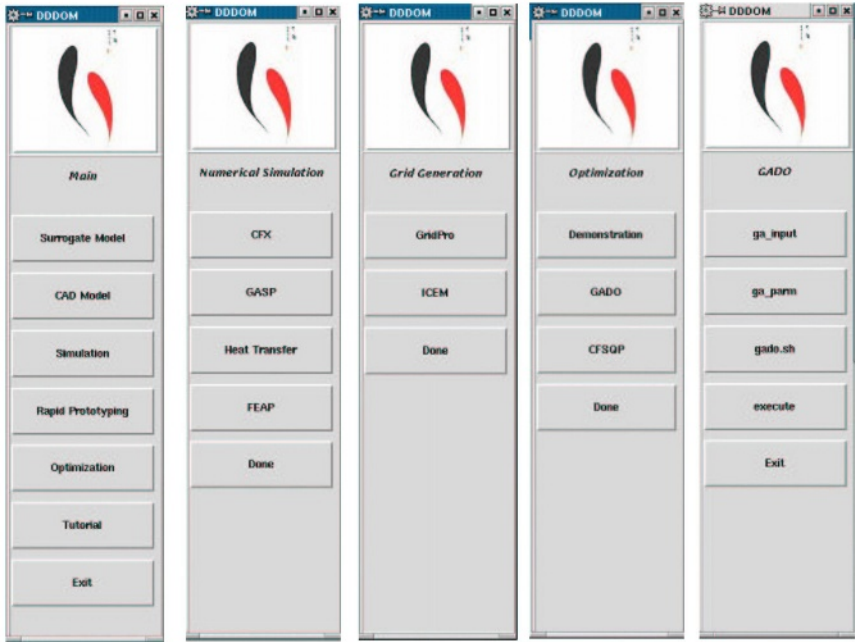 DDDOM
Main
Surrogate Model
CAD Model
Simulation
Rapid Prototyping
Optimization
Tutorial
Exit
DDDOM
Numerical Simulation
CFX
GASP
Heat Transfer
FEAP
Done
DDDOM
Grid Generation
GridPro
ICEM
Done
DDDOM
Optimization
Demonstration
GADO
CFSQP
Done
DDDOM
GADO
ga_input
ga_parm
gado.sh
execute
Exit